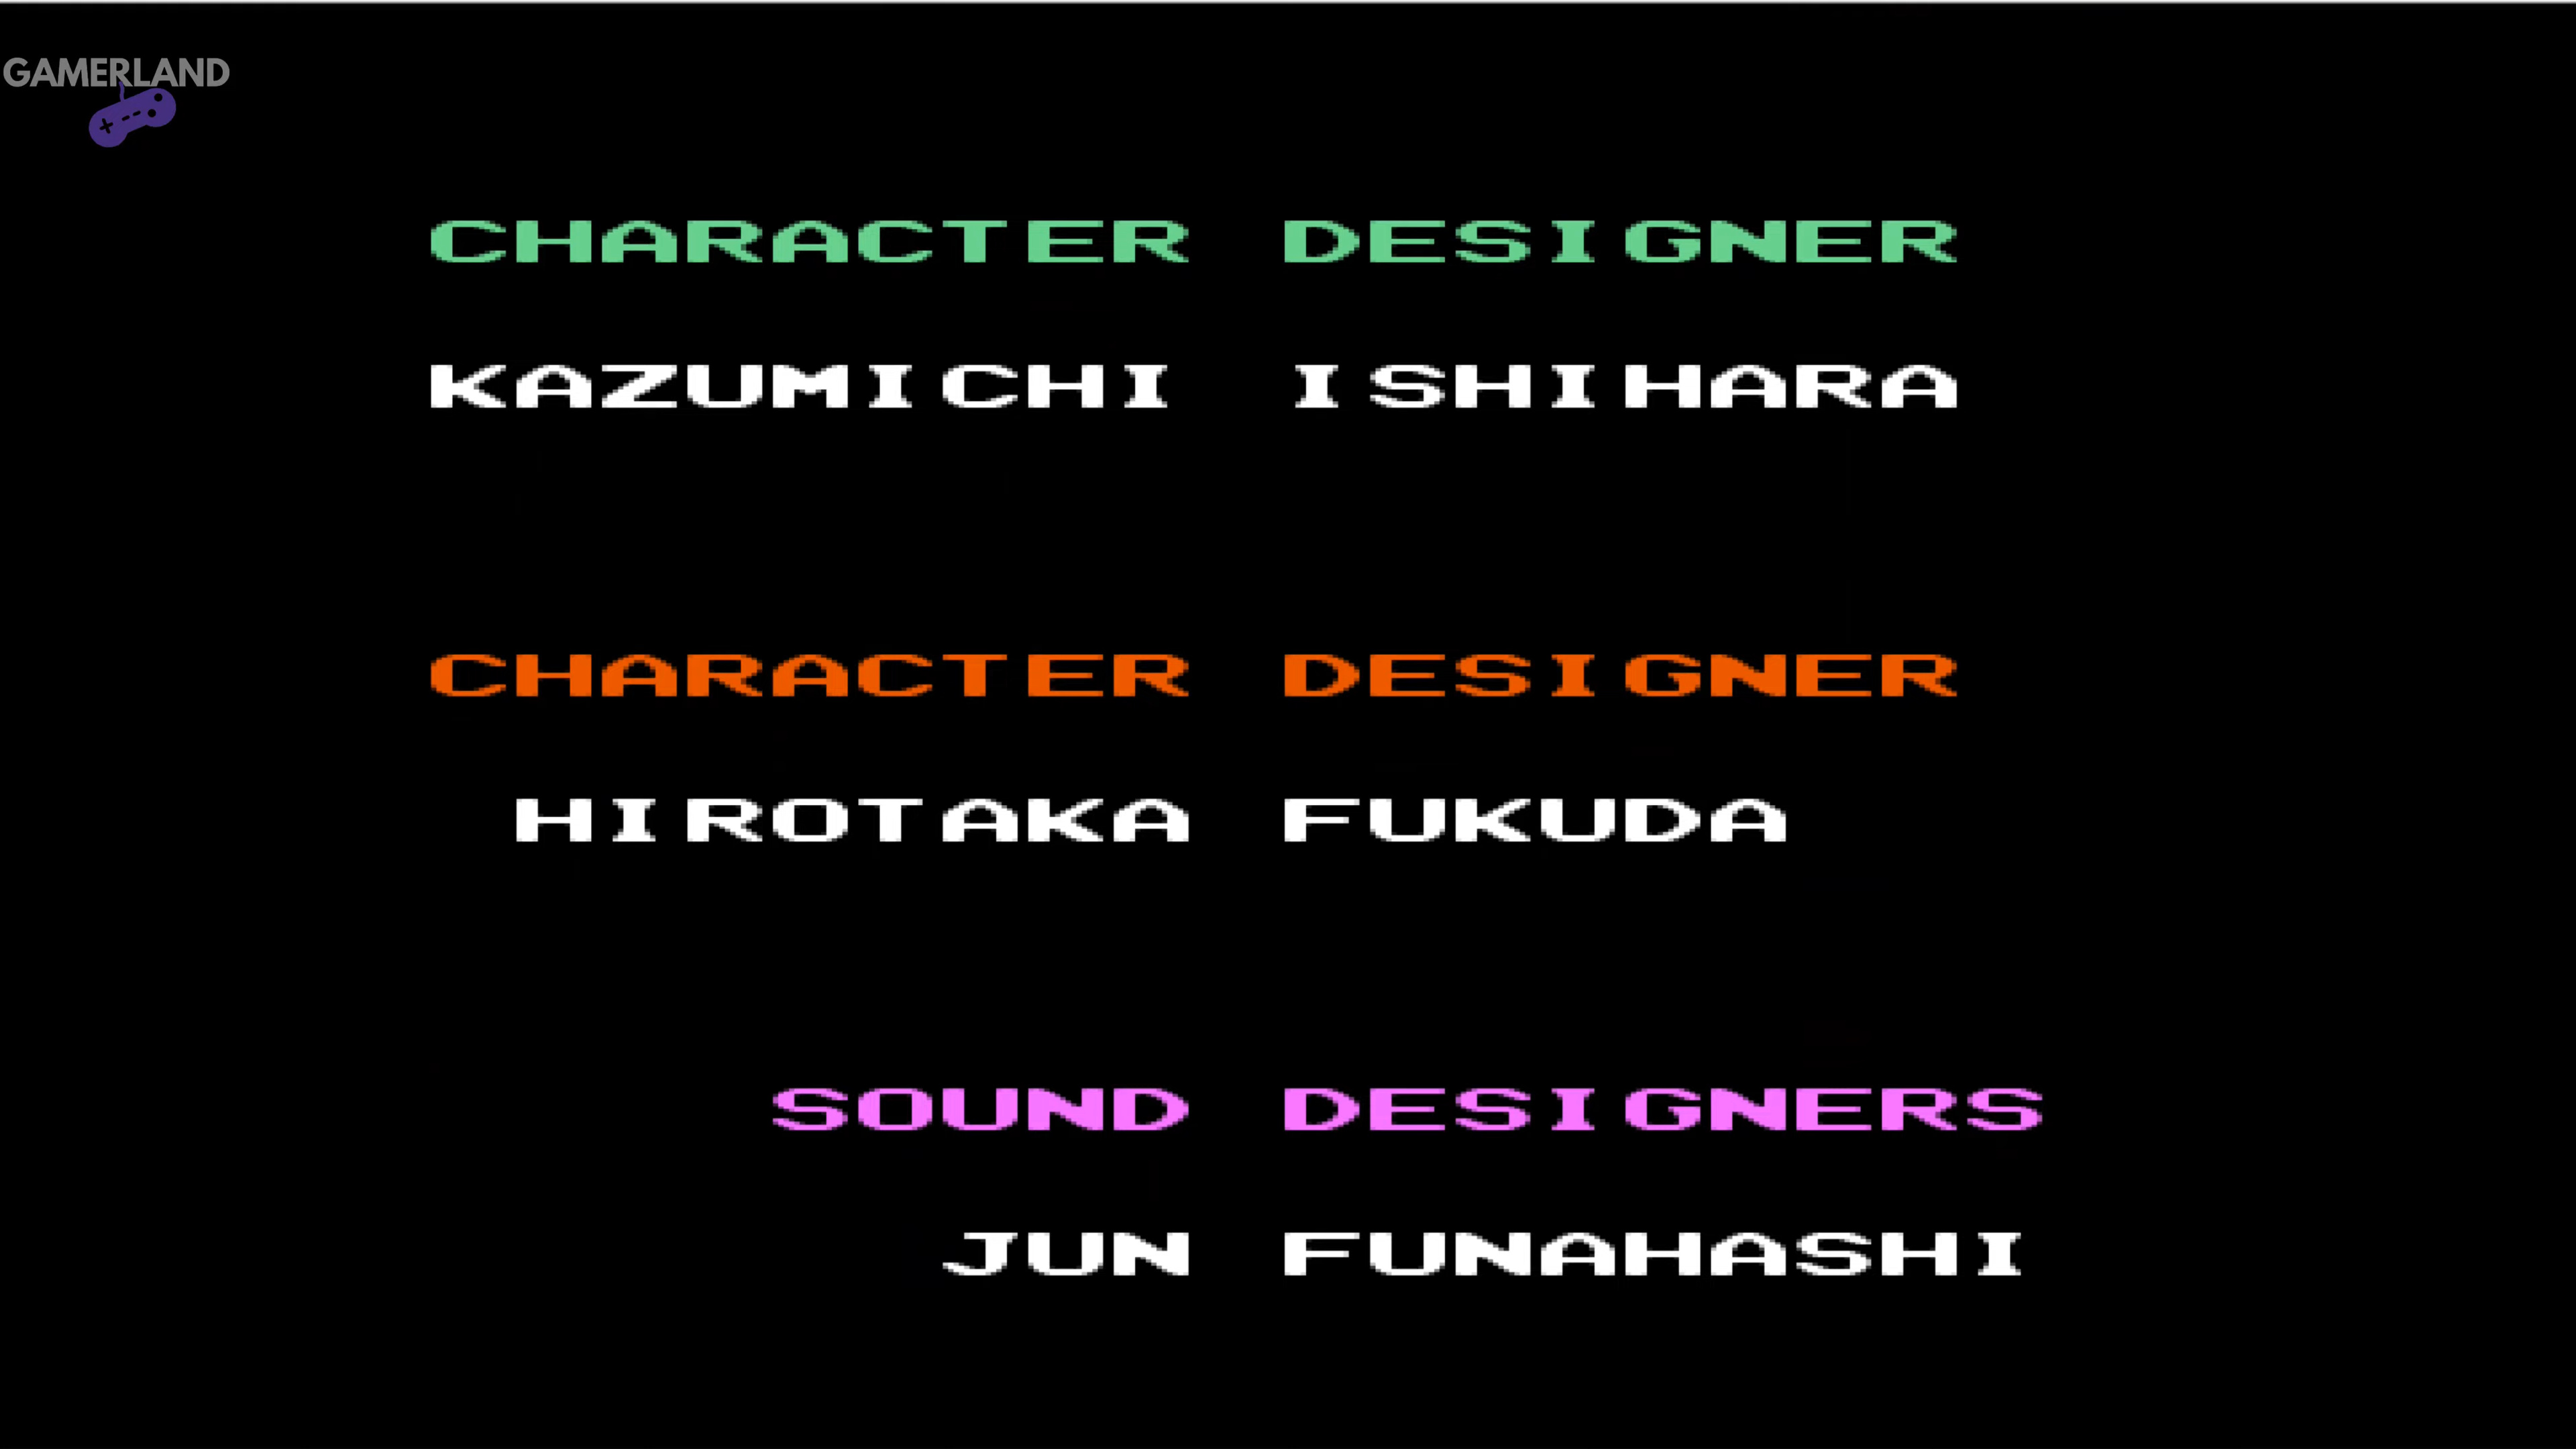 GAMERLAND
CHARACTER DESIGNER
KAZUMICHI ISHIHARA
CHARACTER DESIGNER
HIROTAKA FUKUDA
SOUND DESIGNERS
JUN FUNAHASHI